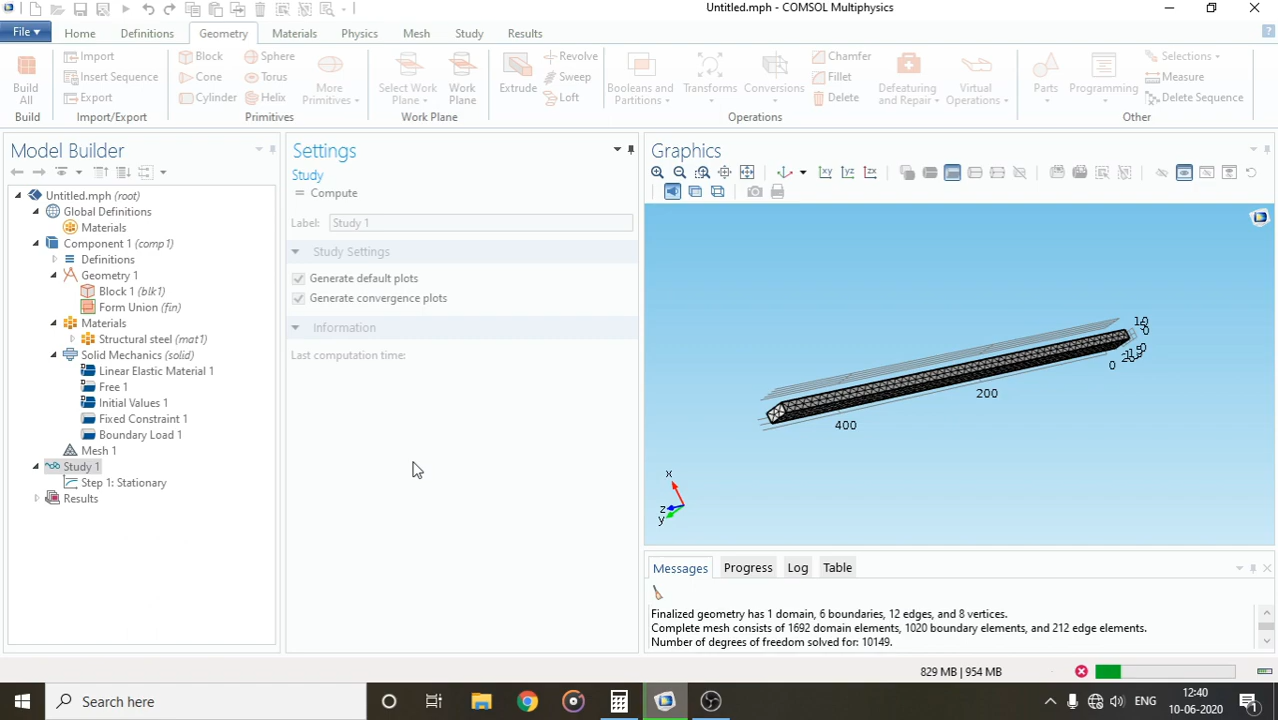 Untitled.mph - COMSOL Multiphysics
File Home Definitions Geometry Materials Physics Mesh Study Results
Build All
Build
Import
Insert Sequence
Export
Import/Export
Block Sphere
Cone Torus
Cylinder Helix
More Primitives
Primitives
Select Work Plane
Work Plane
Work Plane
Extrude
Revolve
Sweep
Loft
Booleans and Partitions
Transforms
Conversions
Chamfer
Fillet
Delete
Defeaturing and Repair
Virtual Operations
Operations
Parts
Programming
Selections
Measure
Delete Sequence
Other
Model Builder
Untitled.mph (root)
Global Definitions
Materials
Component 1 (comp1)
Definitions
Geometry 1
Block 1 (blk1)
Form Union (fin)
Materials
Structural steel (mat1)
Solid Mechanics (solid)
Linear Elastic Material 1
Free 1
Initial Values 1
Fixed Constraint 1
Boundary Load 1
Mesh 1
Study 1
Step 1: Stationary
Results
Settings
Study
Compute
Label: Study 1
Study Settings
Generate default plots
Generate convergence plots
Information
Last computation time:
Graphics
xy yz zx
10
0
0
200
400
x
z
y
Messages Progress Log Table
Finalized geometry has 1 domain, 6 boundaries, 12 edges, and 8 vertices.
Complete mesh consists of 1692 domain elements, 1020 boundary elements, and 212 edge elements.
Number of degrees of freedom solved for: 10149.
829 MB | 954 MB
Search here
ENG
12:40
10-06-2020
1